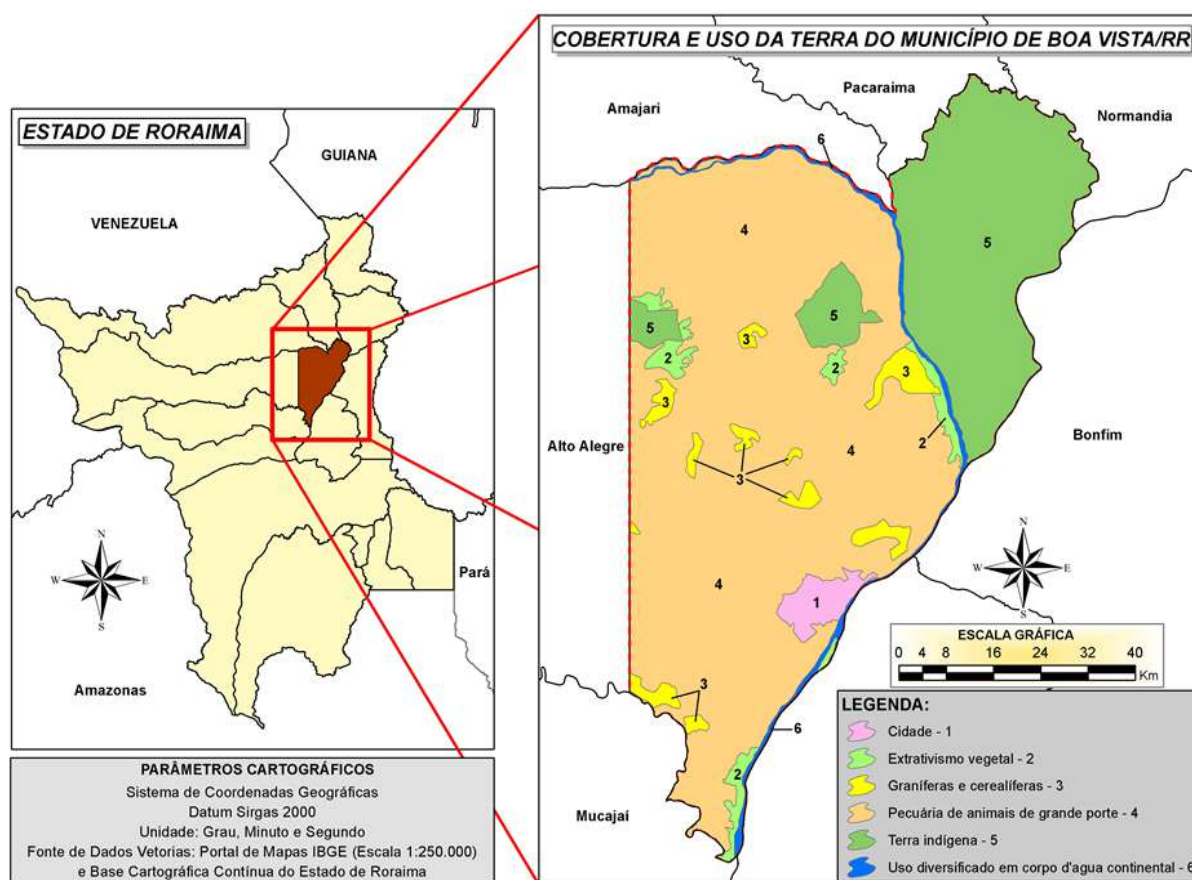 ESTADO DE RORAIMA
GUIANA
VENEZUELA
Pará
Amazonas
N
W
E
S
PARÂMETROS CARTOGRÁFICOS
Sistema de Coordenadas Geográficas
Datum Sirgas 2000
Unidade: Grau, Minuto e Segundo
Fonte de Dados Vetorias: Portal de Mapas IBGE (Escala 1:250.000)
e Base Cartográfica Contínua do Estado de Roraima
COBERTURA E USO DA TERRA DO MUNICÍPIO DE BOA VISTA/RR
Pacaraima
Amajari
Normandia
6
4
5
5
5
3
2
2
3
3
2
4
3
Alto Alegre
Bonfim
4
1
3
6
2
Mucajaí
N
W
E
S
ESCALA GRÁFICA
0 4 8 16 24 32 40
Km
LEGENDA:
Cidade - 1
Extrativismo vegetal - 2
Graníferas e cerealíferas - 3
Pecuária de animais de grande porte - 4
Terra indígena - 5
Uso diversificado em corpo d'agua continental - 6